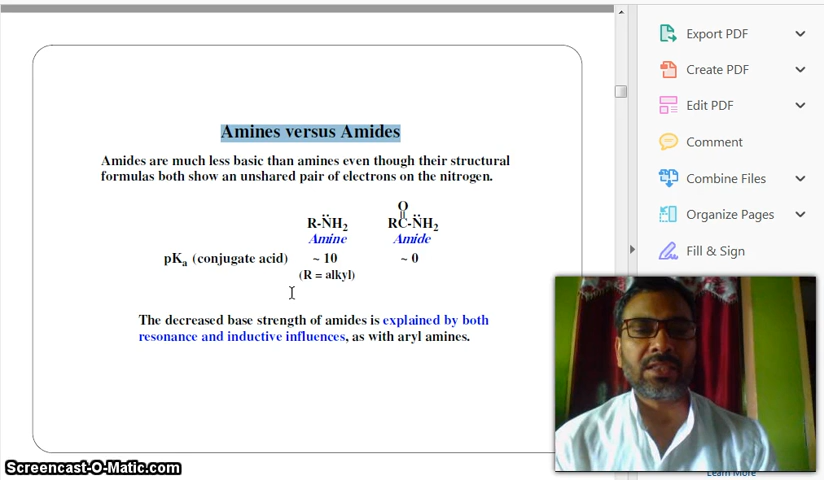 Amines versus Amides
Amides are much less basic than amines even though their structural
formulas both show an unshared pair of electrons on the nitrogen.
O
R-N̈H₂ RC-N̈H₂
Amine Amide
pKₐ (conjugate acid) ~ 10 ~ 0
(R = alkyl)
The decreased base strength of amides is explained by both
resonance and inductive influences, as with aryl amines.
Export PDF
Create PDF
Edit PDF
Comment
Combine Files
Organize Pages
Fill & Sign
Learn More
Screencast-O-Matic.com